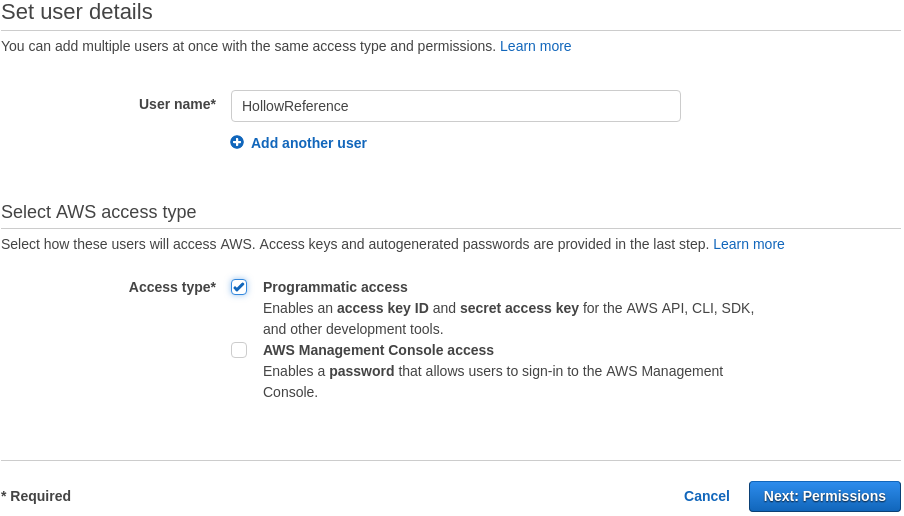 Set user details
You can add multiple users at once with the same access type and permissions. Learn more
User name* HollowReference
Add another user
Select AWS access type
Select how these users will access AWS. Access keys and autogenerated passwords are provided in the last step. Learn more
Access type* Programmatic access
Enables an access key ID and secret access key for the AWS API, CLI, SDK,
and other development tools.
AWS Management Console access
Enables a password that allows users to sign-in to the AWS Management
Console.
* Required Cancel Next: Permissions